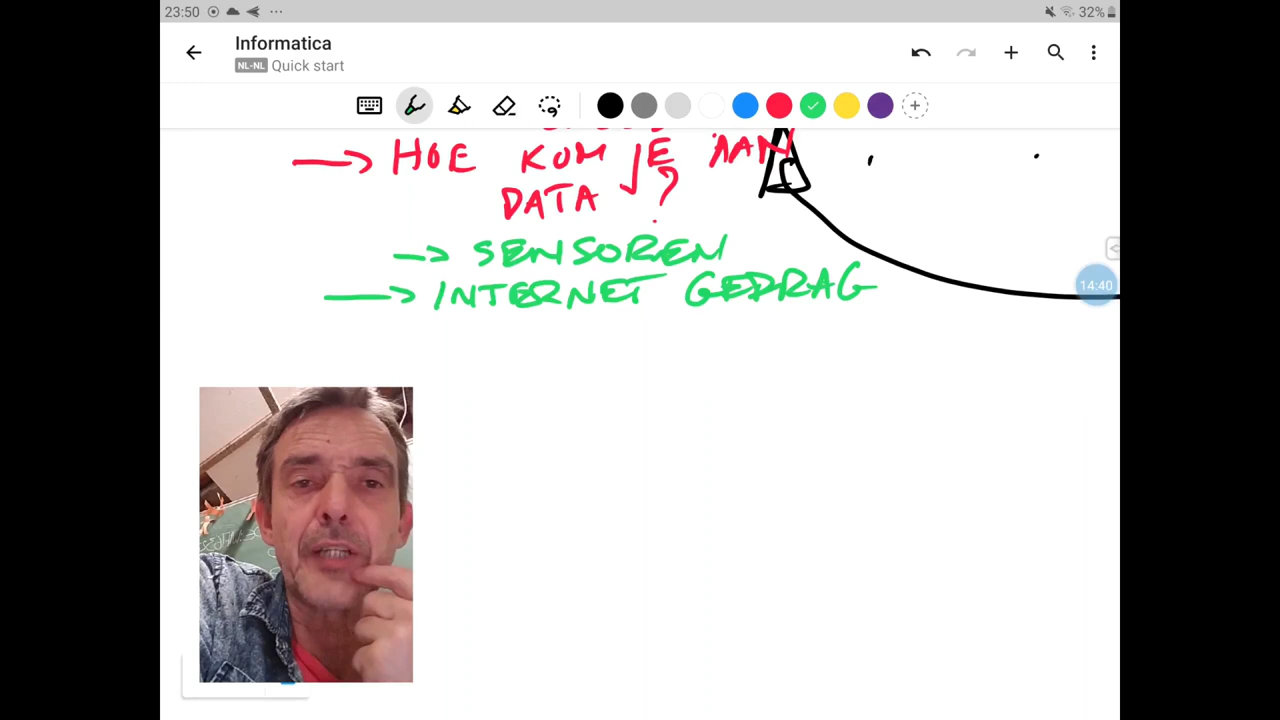 23:50 ... 32%
Informatica
NL-NL Quick start
→ HOE KOM JE AAN
DATA ?
→ SENSOREN
→ INTERNET GEDRAG
14:40